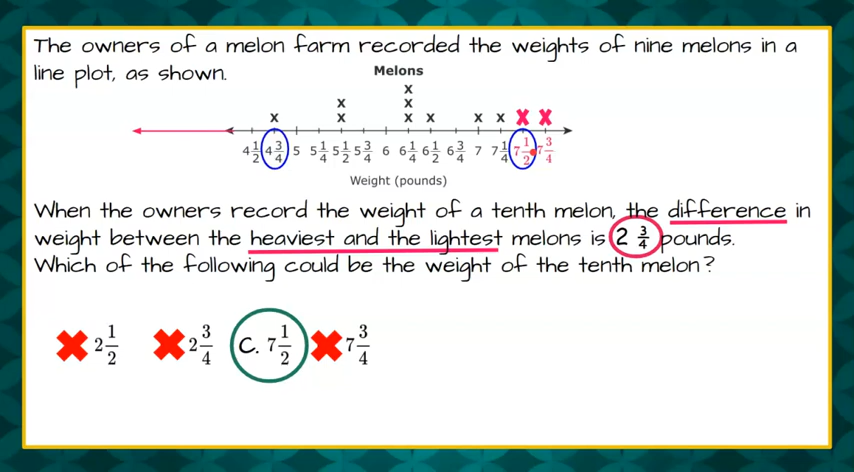 The owners of a melon farm recorded the weights of nine melons in a
line plot, as shown.
Melons
x
x x
x x x x x x x x
4 1/2 4 3/4 5 5 1/4 5 1/2 5 3/4 6 6 1/4 6 1/2 6 3/4 7 7 1/4 7 1/2 7 3/4
Weight (pounds)
When the owners record the weight of a tenth melon, the difference in
weight between the heaviest and the lightest melons is 2 3/4 pounds.
Which of the following could be the weight of the tenth melon?
2 1/2 2 3/4 C. 7 1/2 7 3/4